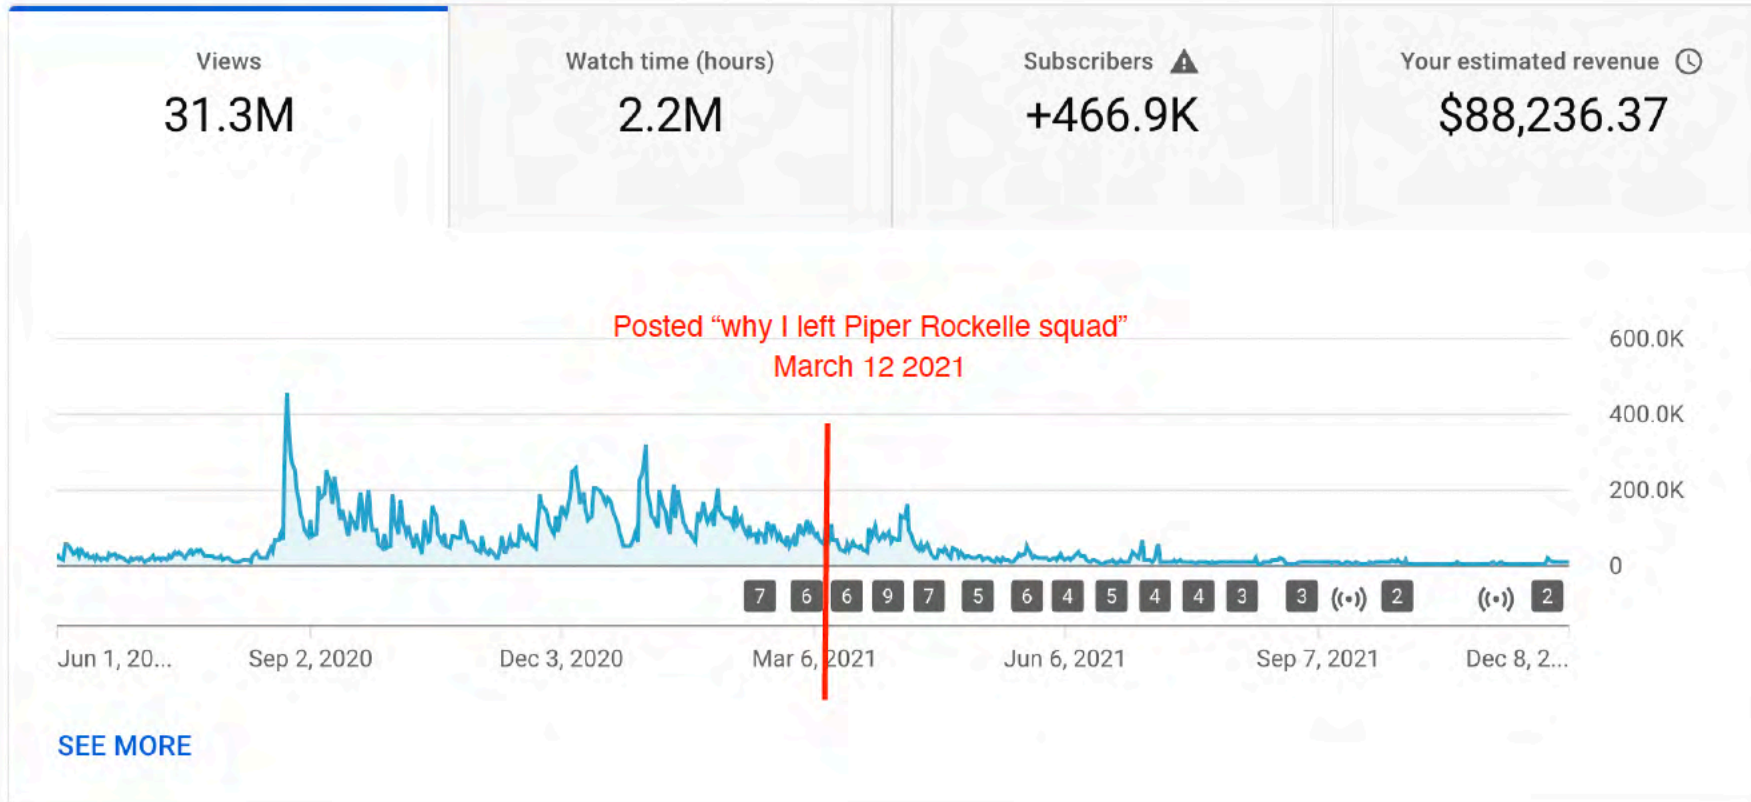 Views
31.3M
Watch time (hours)
2.2M
Subscribers
+466.9K
Your estimated revenue
$88,236.37
Posted “why I left Piper Rockelle squad”
March 12 2021
600.0K
400.0K
200.0K
0
7 6 6 9 7 5 6 4 5 4 4 3 3 2 2
Jun 1, 20... Sep 2, 2020 Dec 3, 2020 Mar 6, 2021 Jun 6, 2021 Sep 7, 2021 Dec 8, 2...
SEE MORE